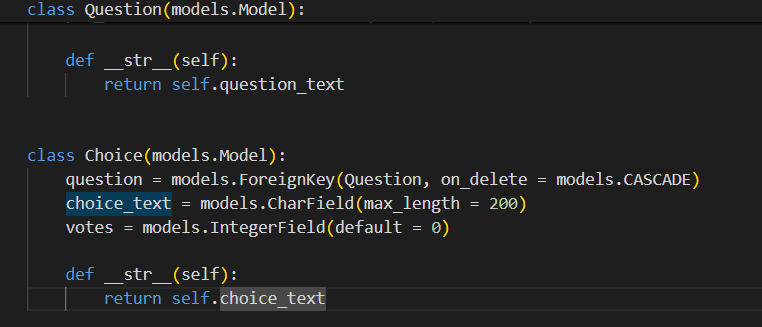 class Question(models.Model):
def __str__(self):
return self.question_text
class Choice(models.Model):
question = models.ForeignKey(Question, on_delete = models.CASCADE)
choice_text = models.CharField(max_length = 200)
votes = models.IntegerField(default = 0)
def __str__(self):
return self.choice_text